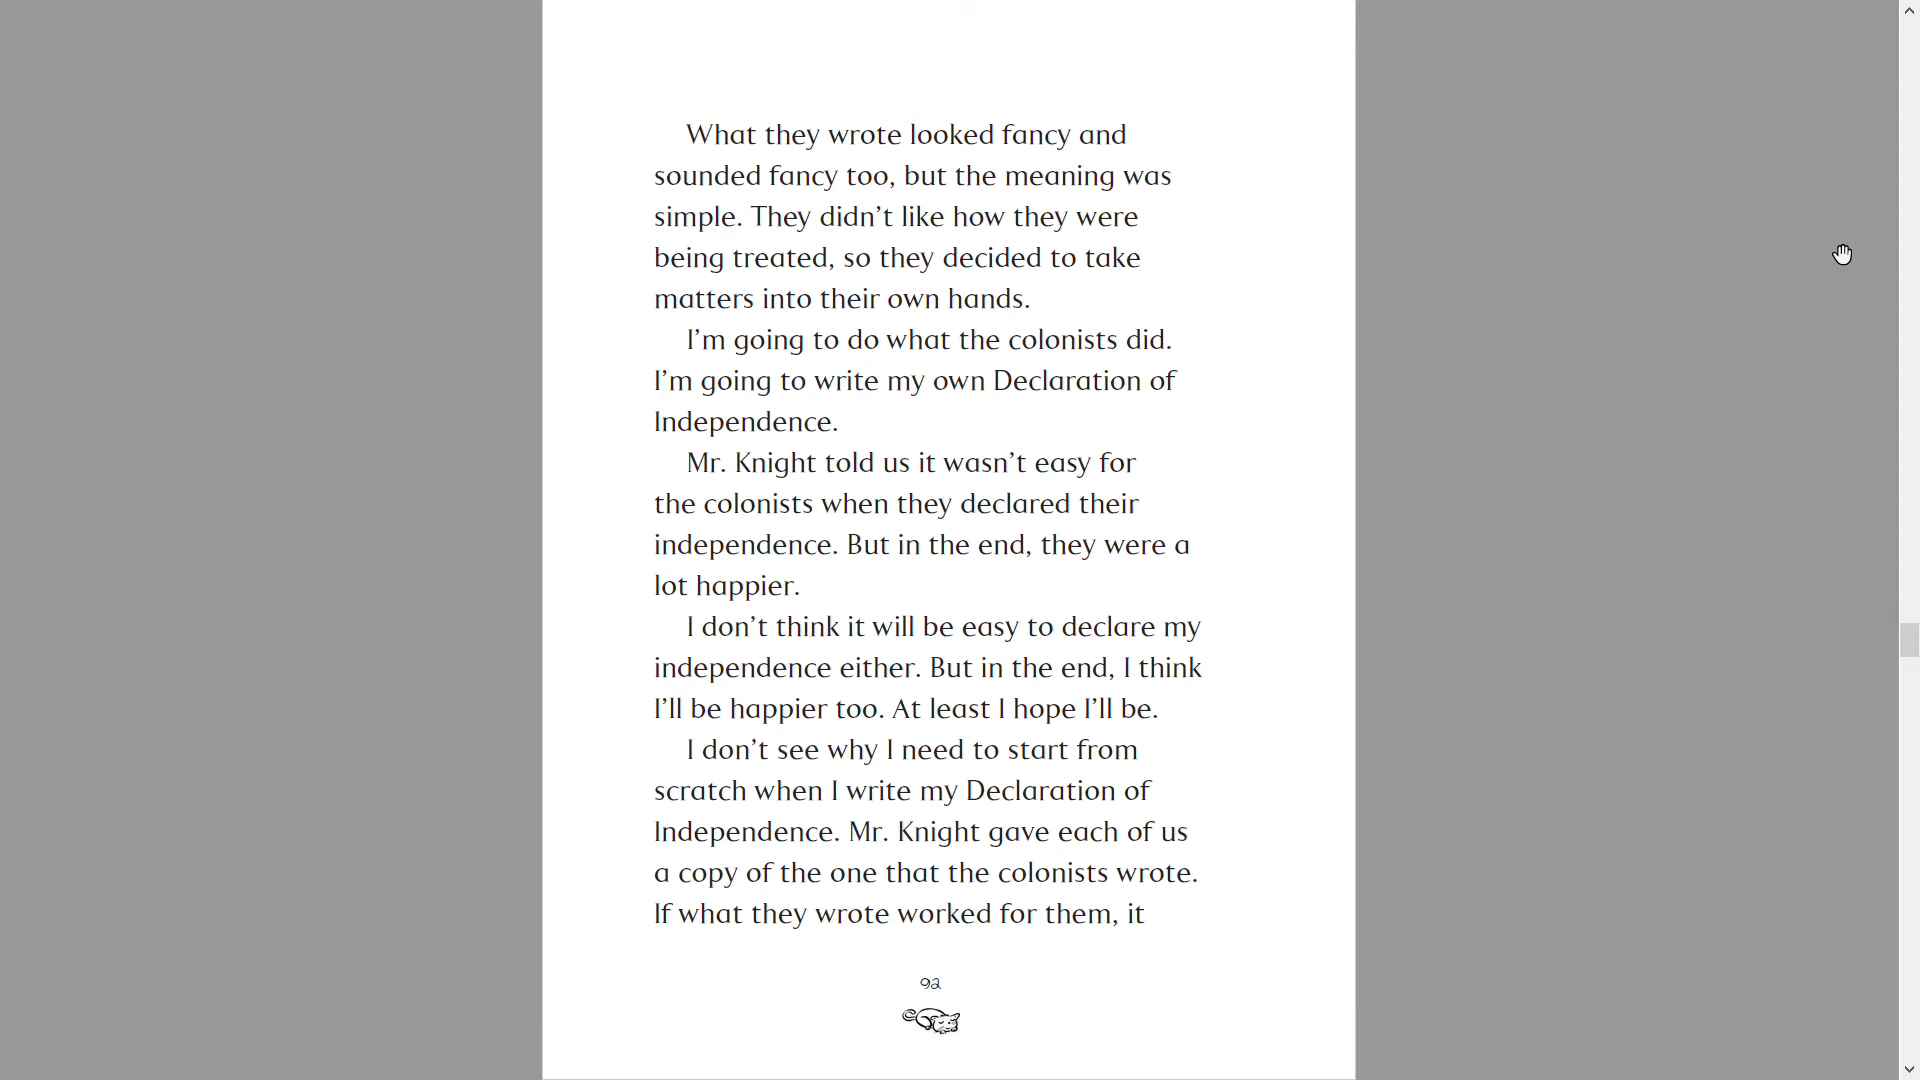 What they wrote looked fancy and
sounded fancy too, but the meaning was
simple. They didn’t like how they were
being treated, so they decided to take
matters into their own hands.
I’m going to do what the colonists did.
I’m going to write my own Declaration of
Independence.
Mr. Knight told us it wasn’t easy for
the colonists when they declared their
independence. But in the end, they were a
lot happier.
I don’t think it will be easy to declare my
independence either. But in the end, I think
I’ll be happier too. At least I hope I’ll be.
I don’t see why I need to start from
scratch when I write my Declaration of
Independence. Mr. Knight gave each of us
a copy of the one that the colonists wrote.
If what they wrote worked for them, it
92